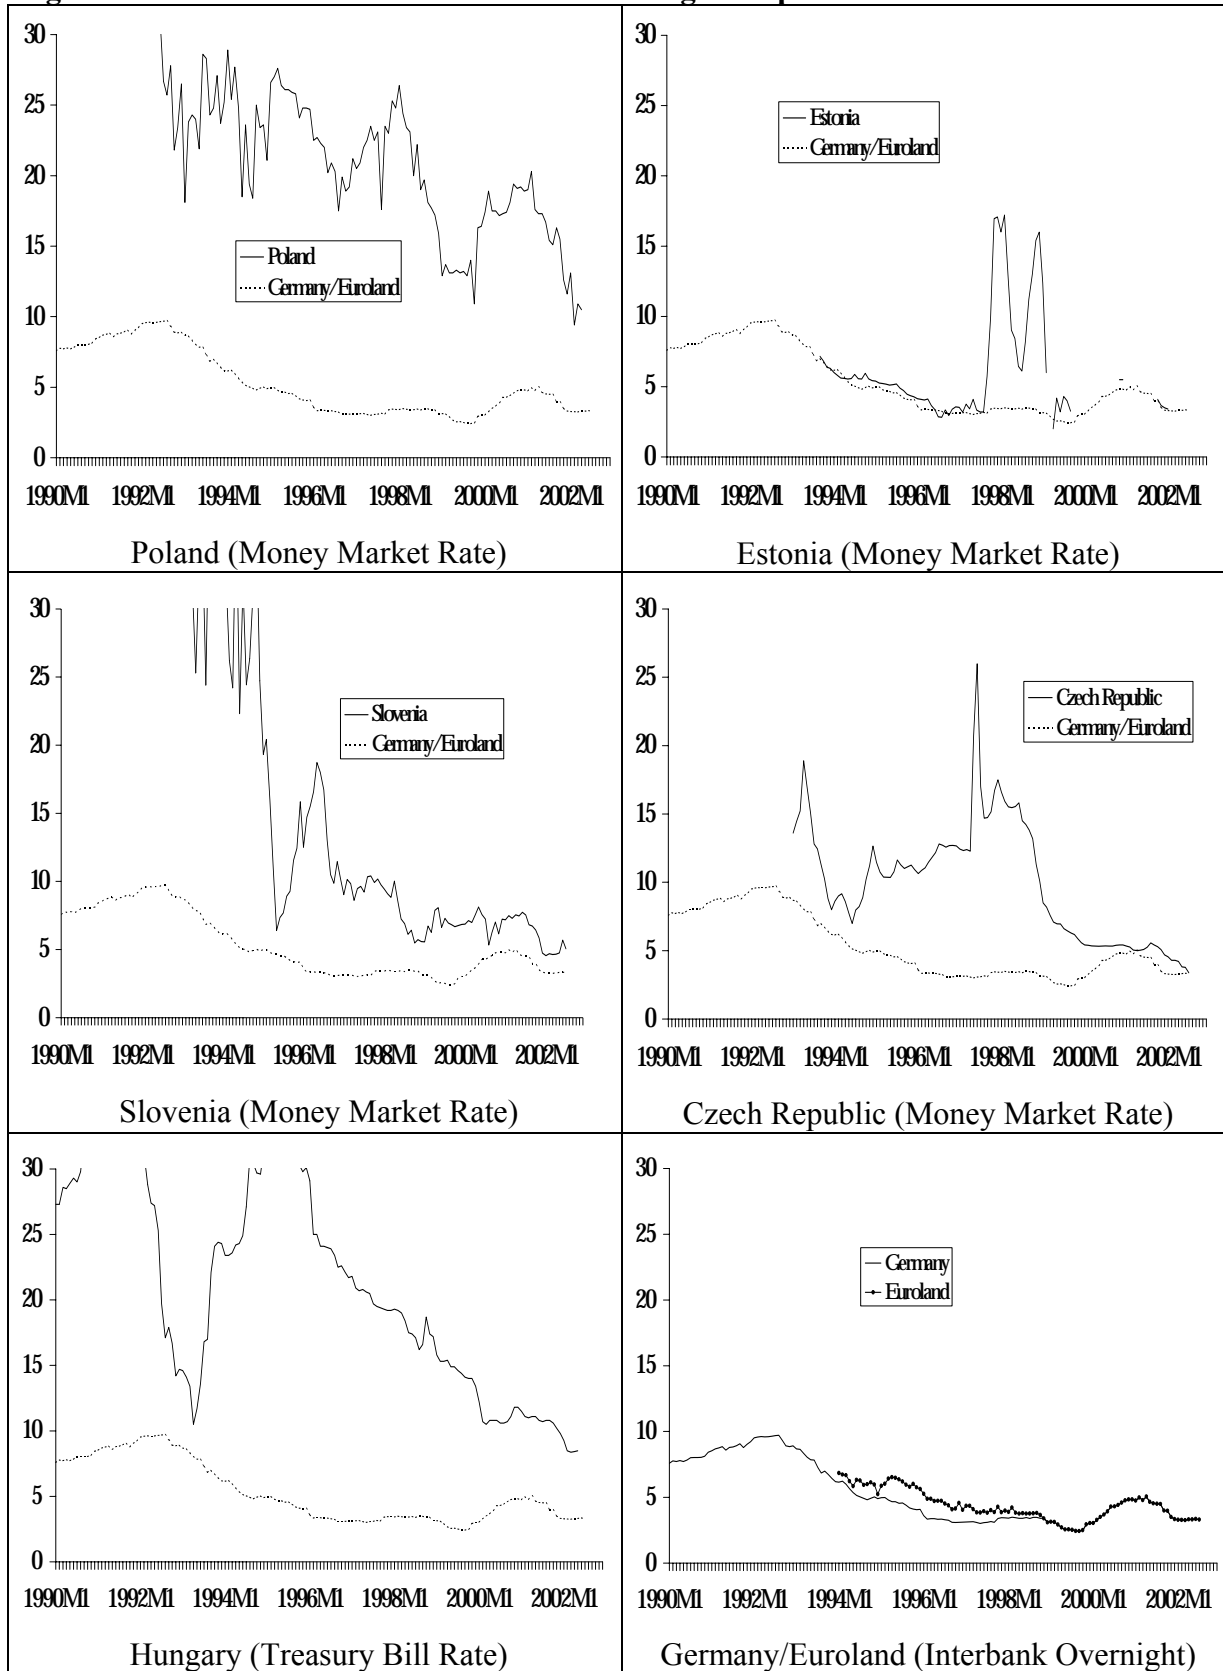 30
25
20
15
10
5
0
Poland
Germany/Euroland
1990M1 1992M1 1994M1 1996M1 1998M1 2000M1 2002M1
Poland (Money Market Rate)
30
25
20
15
10
5
0
Estonia
Germany/Euroland
1990M1 1992M1 1994M1 1996M1 1998M1 2000M1 2002M1
Estonia (Money Market Rate)
30
25
20
15
10
5
0
Slovenia
Germany/Euroland
1990M1 1992M1 1994M1 1996M1 1998M1 2000M1 2002M1
Slovenia (Money Market Rate)
30
25
20
15
10
5
0
Czech Republic
Germany/Euroland
1990M1 1992M1 1994M1 1996M1 1998M1 2000M1 2002M1
Czech Republic (Money Market Rate)
30
25
20
15
10
5
0
1990M1 1992M1 1994M1 1996M1 1998M1 2000M1 2002M1
Hungary (Treasury Bill Rate)
30
25
20
15
10
5
0
Germany
Euroland
1990M1 1992M1 1994M1 1996M1 1998M1 2000M1 2002M1
Germany/Euroland (Interbank Overnight)